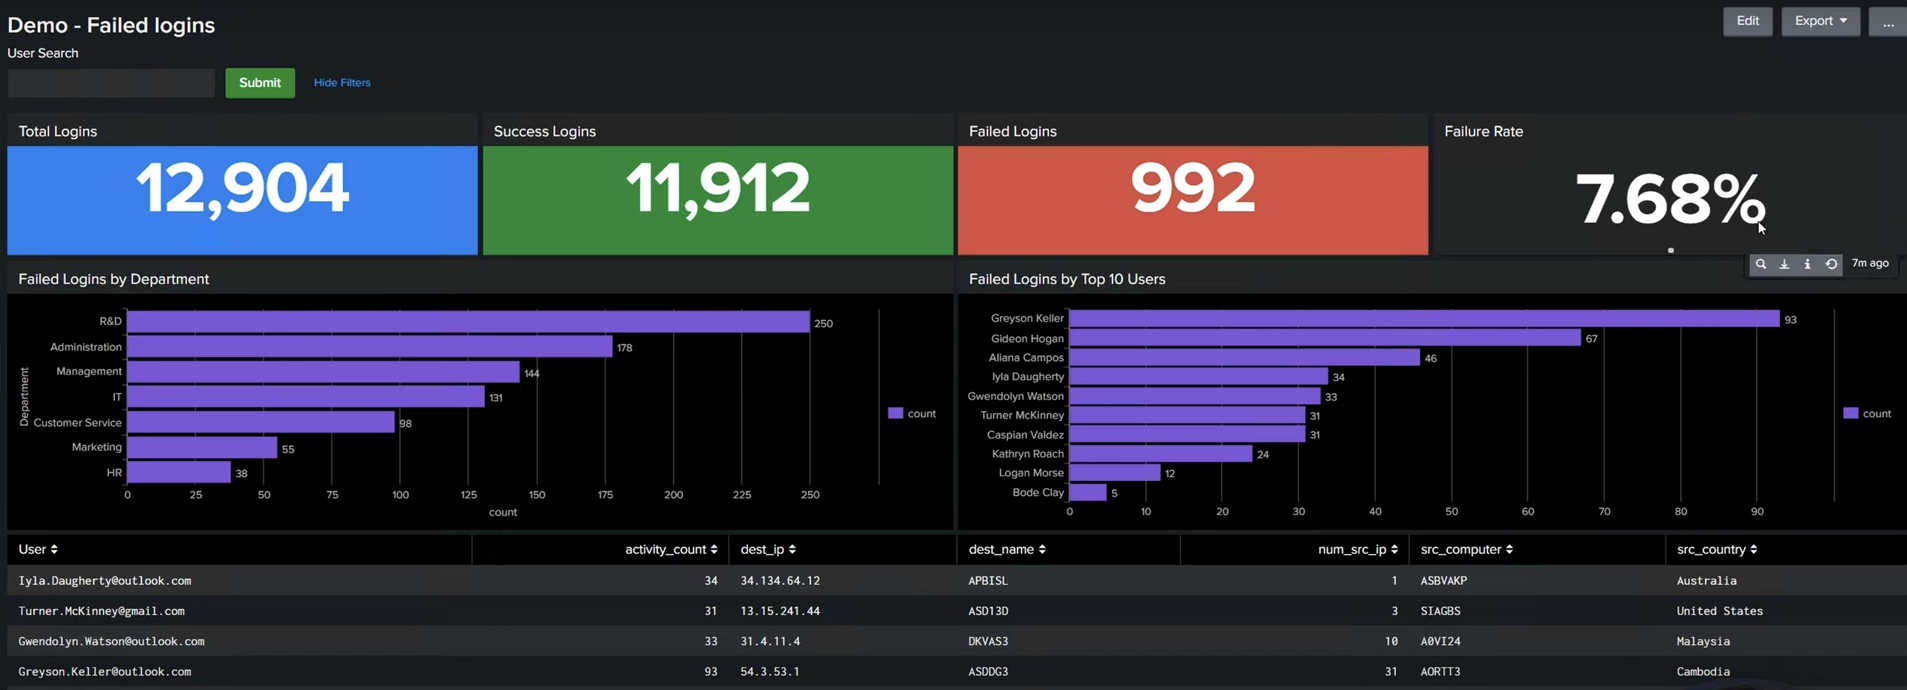 Demo - Failed logins
Edit
Export
...
User Search
Submit
Hide Filters
Total Logins
12,904
Success Logins
11,912
Failed Logins
992
Failure Rate
7.68%
7m ago
Failed Logins by Department
Department
R&D 250
Administration 178
Management 144
IT 131
Customer Service 98
Marketing 55
HR 38
0 25 50 75 100 125 150 175 200 225 250
count
count
Failed Logins by Top 10 Users
Greyson Keller 93
Gideon Hogan 67
Aliana Campos 46
Iyla Daugherty 34
Gwendolyn Watson 33
Turner McKinney 31
Caspian Valdez 31
Kathryn Roach 24
Logan Morse 12
Bode Clay 5
0 10 20 30 40 50 60 70 80 90
count
User activity_count dest_ip dest_name num_src_ip src_computer src_country
Iyla.Daugherty@outlook.com 34 34.134.64.12 APBISL 1 ASBVAKP Australia
Turner.McKinney@gmail.com 31 13.15.241.44 ASD13D 3 SIAGBS United States
Gwendolyn.Watson@outlook.com 33 31.4.11.4 DKVAS3 10 A0VI24 Malaysia
Greyson.Keller@outlook.com 93 54.3.53.1 ASDDG3 31 AORTT3 Cambodia